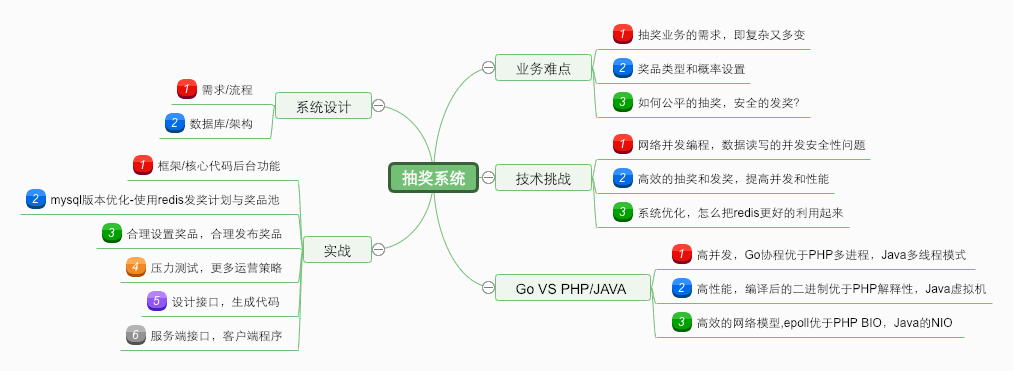 抽奖系统
业务难点
1 抽奖业务的需求，即复杂又多变
2 奖品类型和概率设置
3 如何公平的抽奖，安全的发奖?
技术挑战
1 网络并发编程，数据读写的并发安全性问题
2 高效的抽奖和发奖，提高并发和性能
3 系统优化，怎么把redis更好的利用起来
Go VS PHP/JAVA
1 高并发，Go协程优于PHP多进程，Java多线程模式
2 高性能，编译后的二进制优于PHP解释性，Java虚拟机
3 高效的网络模型,epoll优于PHP BIO，Java的NIO
系统设计
1 需求/流程
2 数据库/架构
实战
1 框架/核心代码后台功能
2 mysql版本优化-使用redis发奖计划与奖品池
3 合理设置奖品，合理发布奖品
4 压力测试，更多运营策略
5 设计接口，生成代码
6 服务端接口，客户端程序